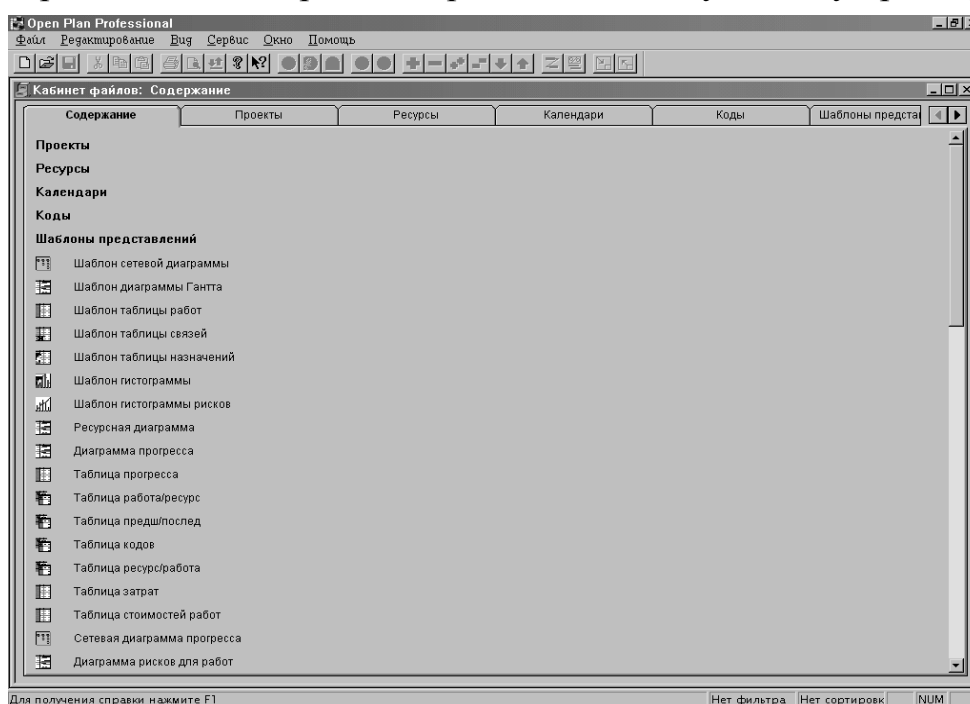 Open Plan Professional
Файл Редактирование Вид Сервис Окно Помощь
Кабинет файлов: Содержание
Содержание Проекты Ресурсы Календари Коды Шаблоны предста
Проекты
Ресурсы
Календари
Коды
Шаблоны представлений
Шаблон сетевой диаграммы
Шаблон диаграммы Гантта
Шаблон таблицы работ
Шаблон таблицы связей
Шаблон таблицы назначений
Шаблон гистограммы
Шаблон гистограммы рисков
Ресурсная диаграмма
Диаграмма прогресса
Таблица прогресса
Таблица работа/ресурс
Таблица предш/послед
Таблица кодов
Таблица ресурс/работа
Таблица затрат
Таблица стоимостей работ
Сетевая диаграмма прогресса
Диаграмма рисков для работ
Для получения справки нажмите F1 Нет фильтра Нет сортировк NUM